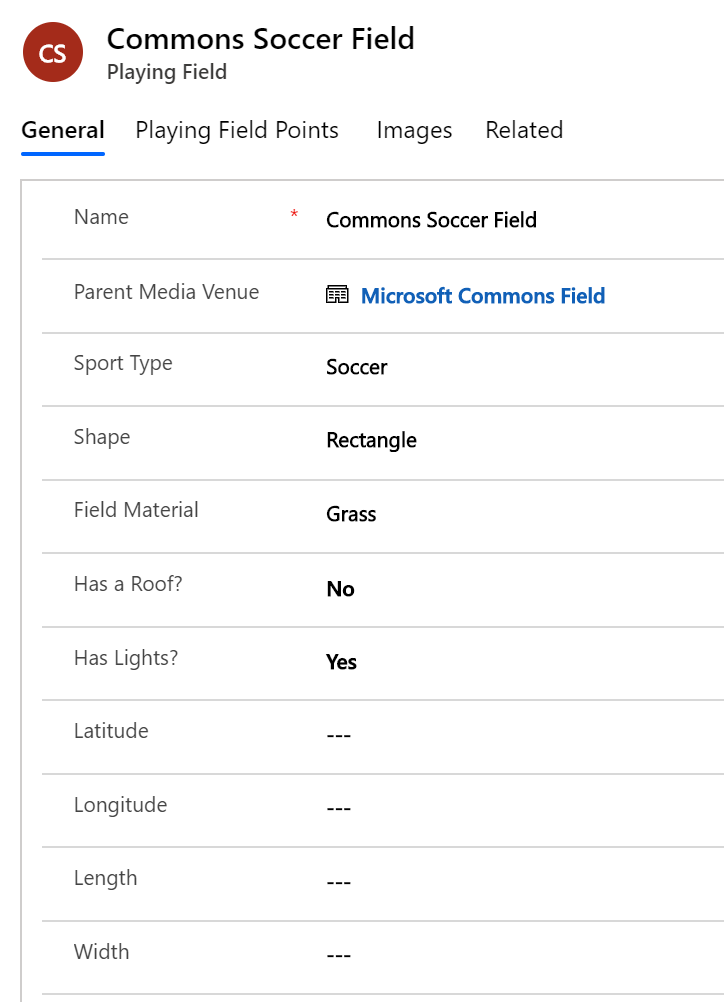 CS
Commons Soccer Field
Playing Field
General Playing Field Points Images Related
Name * Commons Soccer Field
Parent Media Venue Microsoft Commons Field
Sport Type Soccer
Shape Rectangle
Field Material Grass
Has a Roof? No
Has Lights? Yes
Latitude ---
Longitude ---
Length ---
Width ---